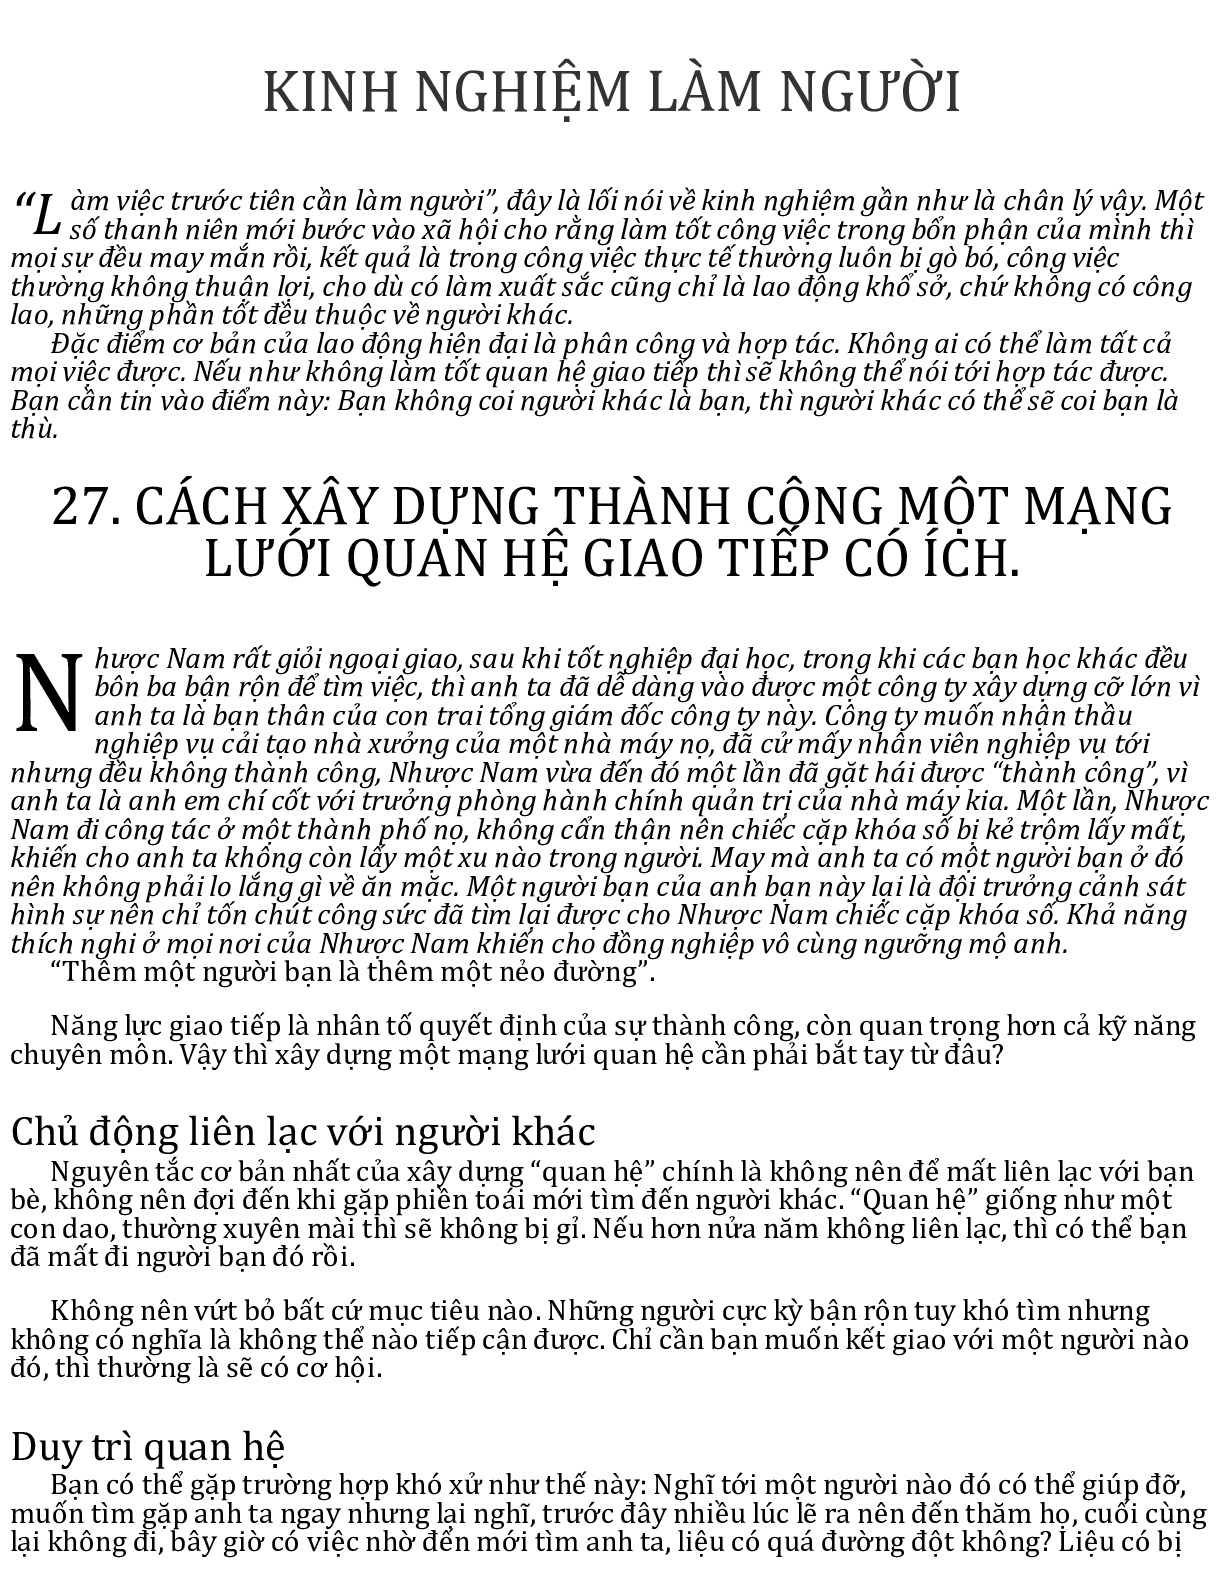 KINH NGHIỆM LÀM NGƯỜI
“Làm việc trước tiên cần làm người”, đây là lối nói về kinh nghiệm gần như là chân lý vậy. Một
số thanh niên mới bước vào xã hội cho rằng làm tốt công việc trong bổn phận của mình thì
mọi sự đều may mắn rồi, kết quả là trong công việc thực tế thường luôn bị gò bó, công việc
thường không thuận lợi, cho dù có làm xuất sắc cũng chỉ là lao động khổ sở, chứ không có công
lao, những phần tốt đều thuộc về người khác.
Đặc điểm cơ bản của lao động hiện đại là phân công và hợp tác. Không ai có thể làm tất cả
mọi việc được. Nếu như không làm tốt quan hệ giao tiếp thì sẽ không thể nói tới hợp tác được.
Bạn cần tin vào điểm này: Bạn không coi người khác là bạn, thì người khác có thể sẽ coi bạn là
thù.
27. CÁCH XÂY DỰNG THÀNH CÔNG MỘT MẠNG
LƯỚI QUAN HỆ GIAO TIẾP CÓ ÍCH.
Nhược Nam rất giỏi ngoại giao, sau khi tốt nghiệp đại học, trong khi các bạn học khác đều
bôn ba bận rộn để tìm việc, thì anh ta đã dễ dàng vào được một công ty xây dựng cỡ lớn vì
anh ta là bạn thân của con trai tổng giám đốc công ty này. Công ty muốn nhận thầu
nghiệp vụ cải tạo nhà xưởng của một nhà máy nọ, đã cử mấy nhân viên nghiệp vụ tới
nhưng đều không thành công, Nhược Nam vừa đến đó một lần đã gặt hái được “thành công”, vì
anh ta là anh em chí cốt với trưởng phòng hành chính quản trị của nhà máy kia. Một lần, Nhược
Nam đi công tác ở một thành phố nọ, không cẩn thận nên chiếc cặp khóa số bị kẻ trộm lấy mất,
khiến cho anh ta không còn lấy một xu nào trong người. May mà anh ta có một người bạn ở đó
nên không phải lo lắng gì về ăn mặc. Một người bạn của anh bạn này lại là đội trưởng cảnh sát
hình sự nên chỉ tốn chút công sức đã tìm lại được cho Nhược Nam chiếc cặp khóa số. Khả năng
thích nghi ở mọi nơi của Nhược Nam khiến cho đồng nghiệp vô cùng ngưỡng mộ anh.
“Thêm một người bạn là thêm một nẻo đường”.
Năng lực giao tiếp là nhân tố quyết định của sự thành công, còn quan trọng hơn cả kỹ năng
chuyên môn. Vậy thì xây dựng một mạng lưới quan hệ cần phải bắt tay từ đâu?
Chủ động liên lạc với người khác
Nguyên tắc cơ bản nhất của xây dựng “quan hệ” chính là không nên để mất liên lạc với bạn
bè, không nên đợi đến khi gặp phiền toái mới tìm đến người khác. “Quan hệ” giống như một
con dao, thường xuyên mài thì sẽ không bị gỉ. Nếu hơn nửa năm không liên lạc, thì có thể bạn
đã mất đi người bạn đó rồi.
Không nên vứt bỏ bất cứ mục tiêu nào. Những người cực kỳ bận rộn tuy khó tìm nhưng
không có nghĩa là không thể nào tiếp cận được. Chỉ cần bạn muốn kết giao với một người nào
đó, thì thường là sẽ có cơ hội.
Duy trì quan hệ
Bạn có thể gặp trường hợp khó xử như thế này: Nghĩ tới một người nào đó có thể giúp đỡ,
muốn tìm gặp anh ta ngay nhưng lại nghĩ, trước đây nhiều lúc lẽ ra nên đến thăm họ, cuối cùng
lại không đi, bây giờ có việc nhờ đến mới tìm anh ta, liệu có quá đường đột không? Liệu có bị